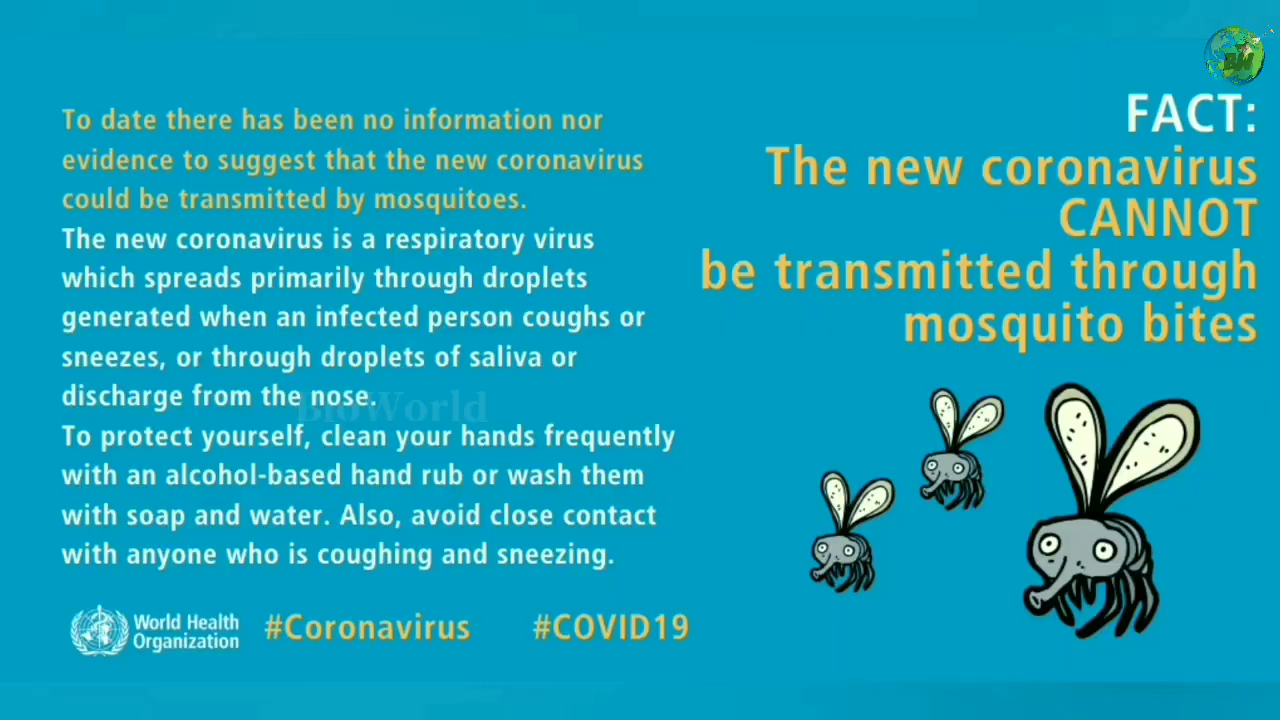 To date there has been no information nor
evidence to suggest that the new coronavirus
could be transmitted by mosquitoes.
The new coronavirus is a respiratory virus
which spreads primarily through droplets
generated when an infected person coughs or
sneezes, or through droplets of saliva or
discharge from the nose.
BioWorld
To protect yourself, clean your hands frequently
with an alcohol-based hand rub or wash them
with soap and water. Also, avoid close contact
with anyone who is coughing and sneezing.
World Health
Organization
#Coronavirus #COVID19
BW
FACT:
The new coronavirus
CANNOT
be transmitted through
mosquito bites